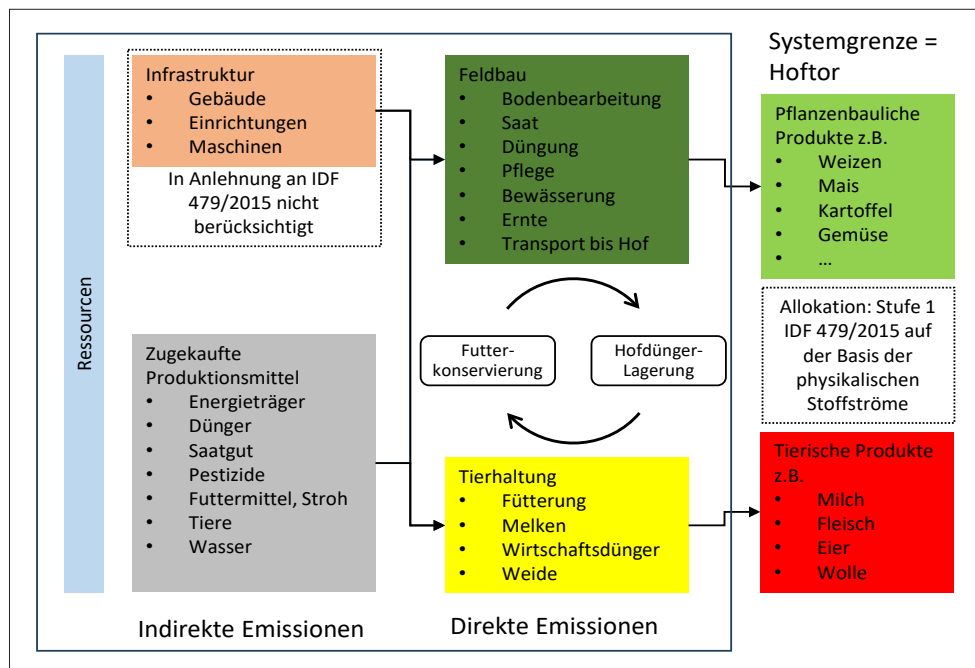 Ressourcen
Infrastruktur
• Gebäude
• Einrichtungen
• Maschinen
In Anlehnung an IDF
479/2015 nicht
berücksichtigt
Zugekaufte
Produktionsmittel
• Energieträger
• Dünger
• Saatgut
• Pestizide
• Futtermittel, Stroh
• Tiere
• Wasser
Indirekte Emissionen
Feldbau
• Bodenbearbeitung
• Saat
• Düngung
• Pflege
• Bewässerung
• Ernte
• Transport bis Hof
Futter-
konservierung
Hofdünger-
Lagerung
Tierhaltung
• Fütterung
• Melken
• Wirtschaftsdünger
• Weide
Direkte Emissionen
Systemgrenze =
Hoftor
Pflanzenbauliche
Produkte z.B.
• Weizen
• Mais
• Kartoffel
• Gemüse
• ...
Allokation: Stufe 1
IDF 479/2015 auf
der Basis der
physikalischen
Stoffströme
Tierische Produkte
z.B.
• Milch
• Fleisch
• Eier
• Wolle